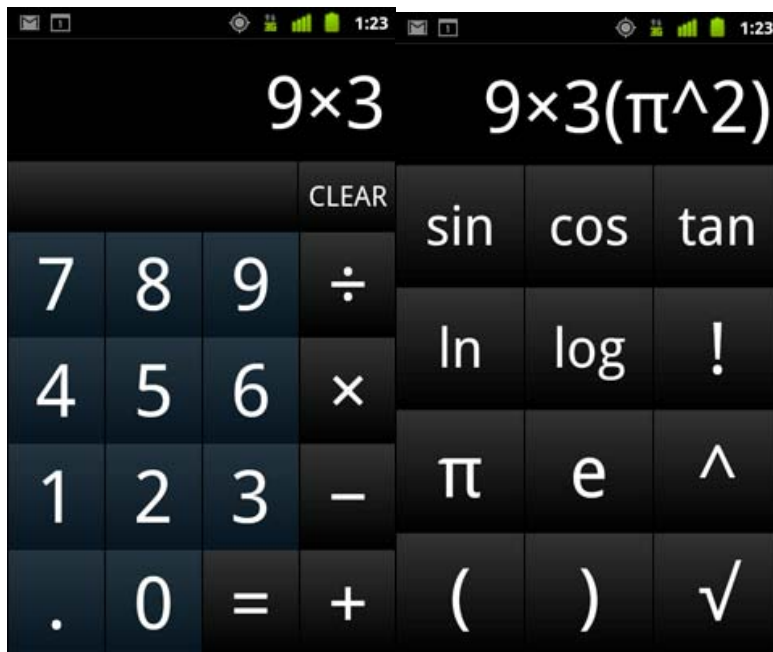 1:23
9×3
CLEAR
7 8 9 ÷
4 5 6 ×
1 2 3 −
. 0 = +
1:23
9×3(π^2)
sin cos tan
ln log !
π e ^
( ) √